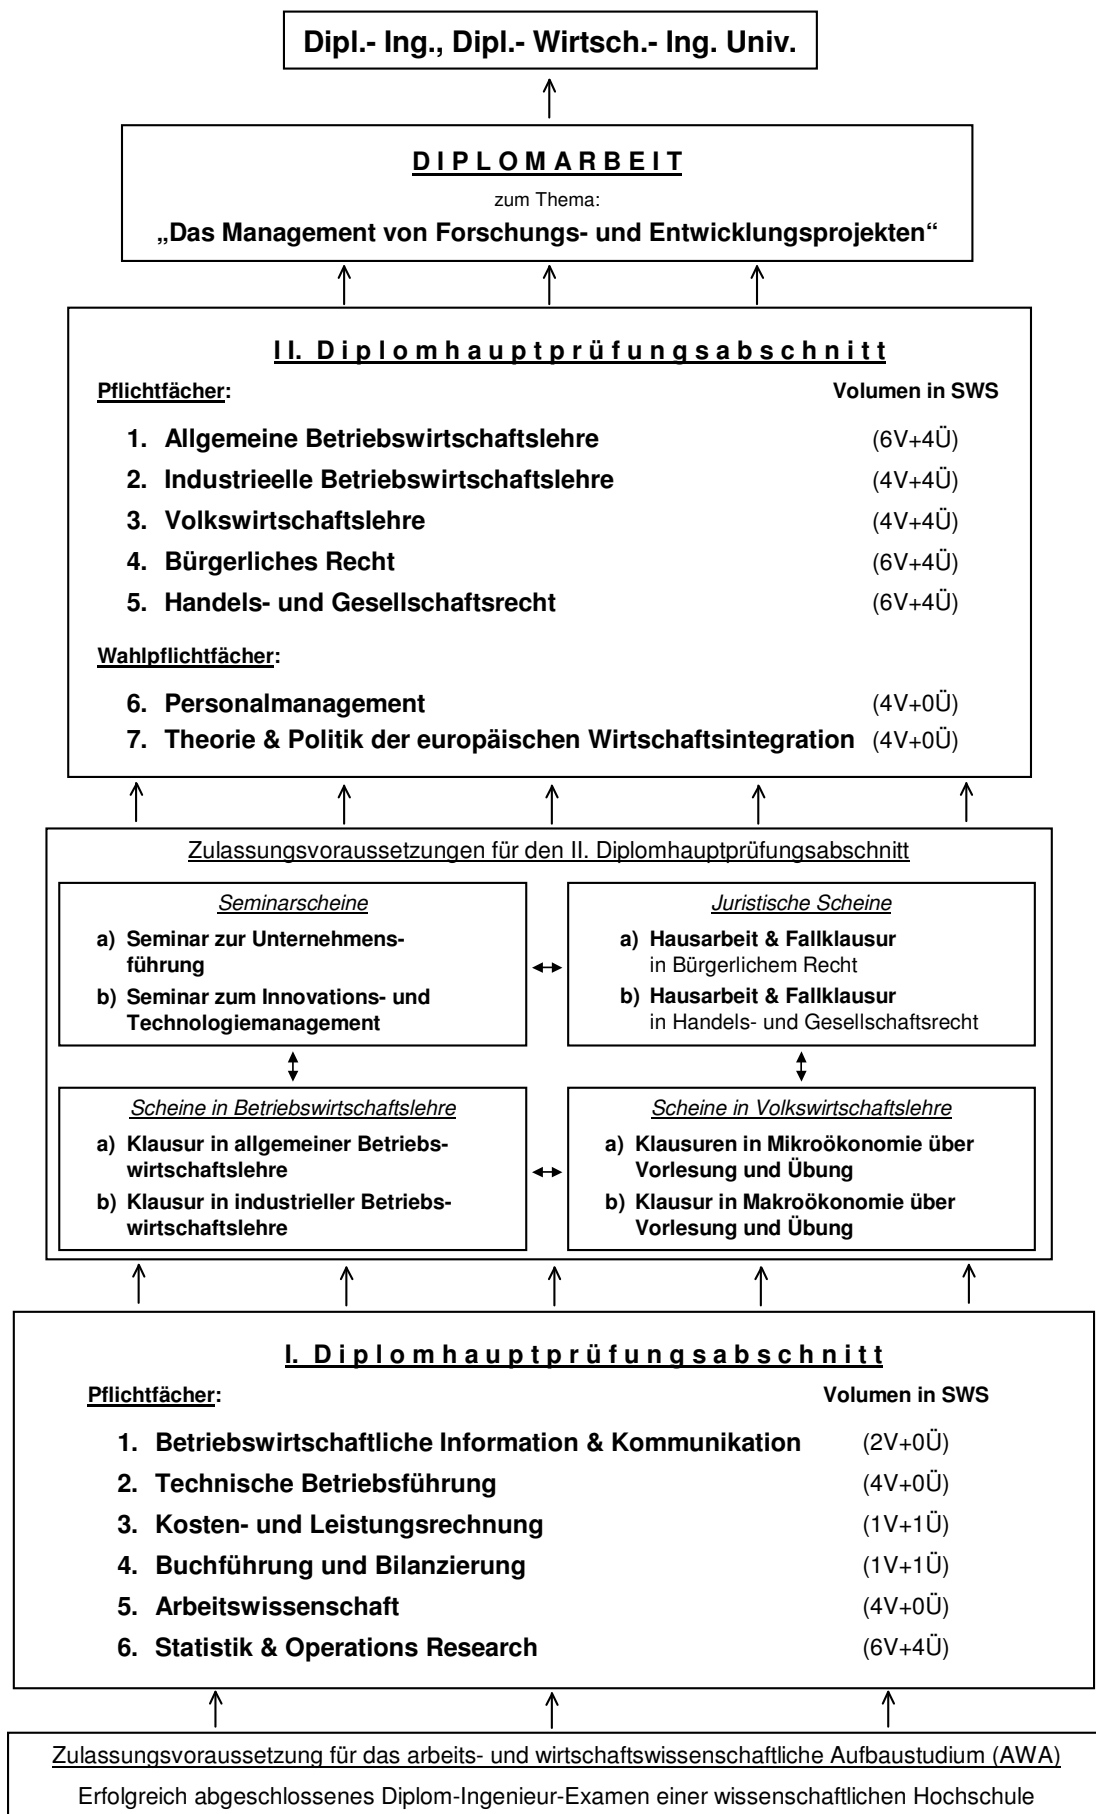 Dipl.- Ing., Dipl.- Wirtsch.- Ing. Univ.
DIPLOMARBEIT
zum Thema:
„Das Management von Forschungs- und Entwicklungsprojekten“
II. Diplomhauptprüfungsabschnitt
Pflichtfächer: Volumen in SWS
1. Allgemeine Betriebswirtschaftslehre (6V+4Ü)
2. Industrieelle Betriebswirtschaftslehre (4V+4Ü)
3. Volkswirtschaftslehre (4V+4Ü)
4. Bürgerliches Recht (6V+4Ü)
5. Handels- und Gesellschaftsrecht (6V+4Ü)
Wahlpflichtfächer:
6. Personalmanagement (4V+0Ü)
7. Theorie & Politik der europäischen Wirtschaftsintegration (4V+0Ü)
Zulassungsvoraussetzungen für den II. Diplomhauptprüfungsabschnitt
Seminarscheine
a) Seminar zur Unternehmens-
führung
b) Seminar zum Innovations- und
Technologiemanagement
Juristische Scheine
a) Hausarbeit & Fallklausur
in Bürgerlichem Recht
b) Hausarbeit & Fallklausur
in Handels- und Gesellschaftsrecht
Scheine in Betriebswirtschaftslehre
a) Klausur in allgemeiner Betriebs-
wirtschaftslehre
b) Klausur in industrieller Betriebs-
wirtschaftslehre
Scheine in Volkswirtschaftslehre
a) Klausuren in Mikroökonomie über
Vorlesung und Übung
b) Klausur in Makroökonomie über
Vorlesung und Übung
I. Diplomhauptprüfungsabschnitt
Pflichtfächer: Volumen in SWS
1. Betriebswirtschaftliche Information & Kommunikation (2V+0Ü)
2. Technische Betriebsführung (4V+0Ü)
3. Kosten- und Leistungsrechnung (1V+1Ü)
4. Buchführung und Bilanzierung (1V+1Ü)
5. Arbeitswissenschaft (4V+0Ü)
6. Statistik & Operations Research (6V+4Ü)
Zulassungsvoraussetzung für das arbeits- und wirtschaftswissenschaftliche Aufbaustudium (AWA)
Erfolgreich abgeschlossenes Diplom-Ingenieur-Examen einer wissenschaftlichen Hochschule